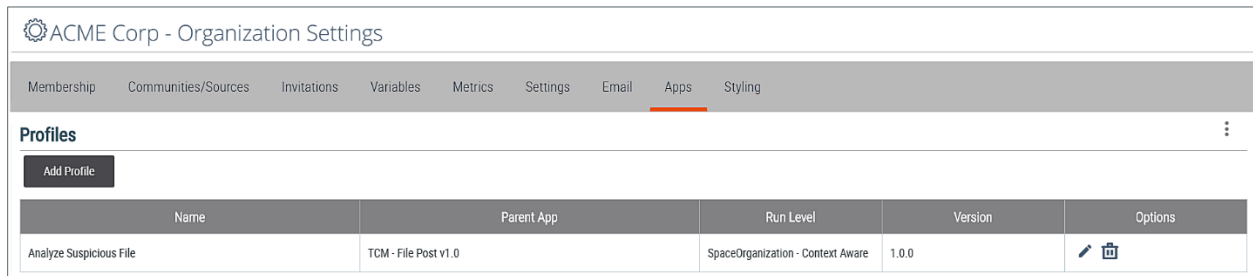 ACME Corp - Organization Settings
Membership Communities/Sources Invitations Variables Metrics Settings Email Apps Styling
Profiles
Add Profile
Name Parent App Run Level Version Options
Analyze Suspicious File TCM - File Post v1.0 SpaceOrganization - Context Aware 1.0.0